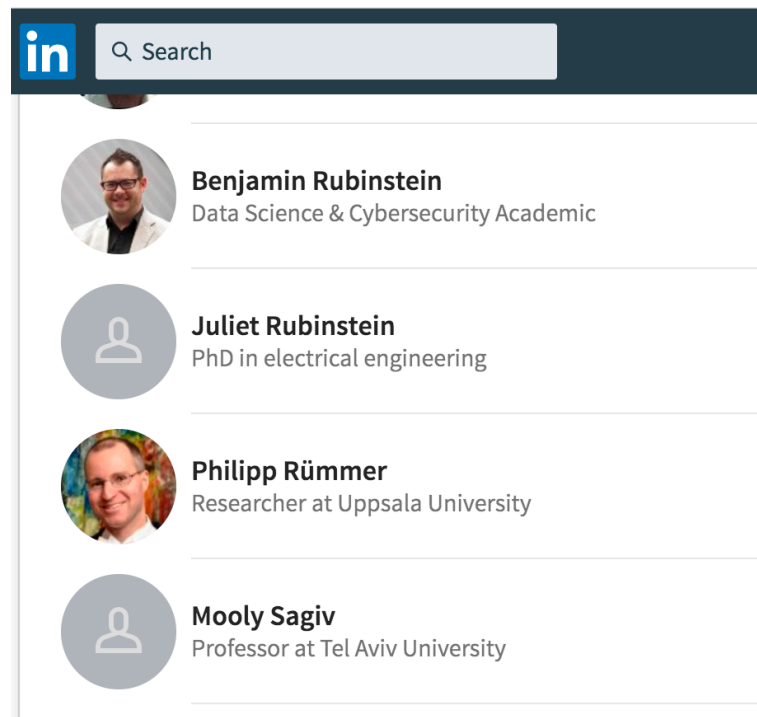 in
Search
Benjamin Rubinstein
Data Science & Cybersecurity Academic
Juliet Rubinstein
PhD in electrical engineering
Philipp Rümmer
Researcher at Uppsala University
Mooly Sagiv
Professor at Tel Aviv University